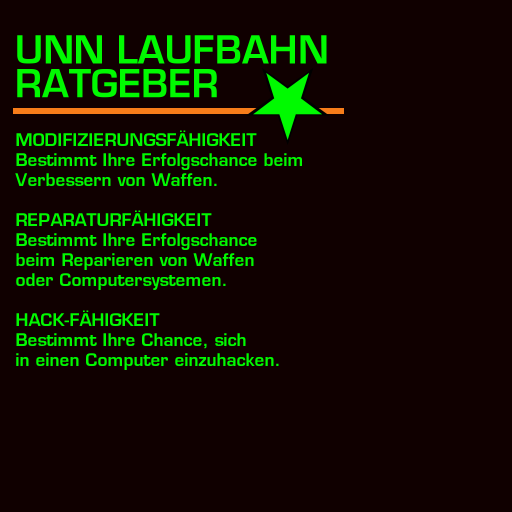 UNN LAUFBAHN
RATGEBER
MODIFIZIERUNGSFÄHIGKEIT
Bestimmt Ihre Erfolgschance beim
Verbessern von Waffen.
REPARATURFÄHIGKEIT
Bestimmt Ihre Erfolgschance
beim Reparieren von Waffen
oder Computersystemen.
HACK-FÄHIGKEIT
Bestimmt Ihre Chance, sich
in einen Computer einzuhacken.